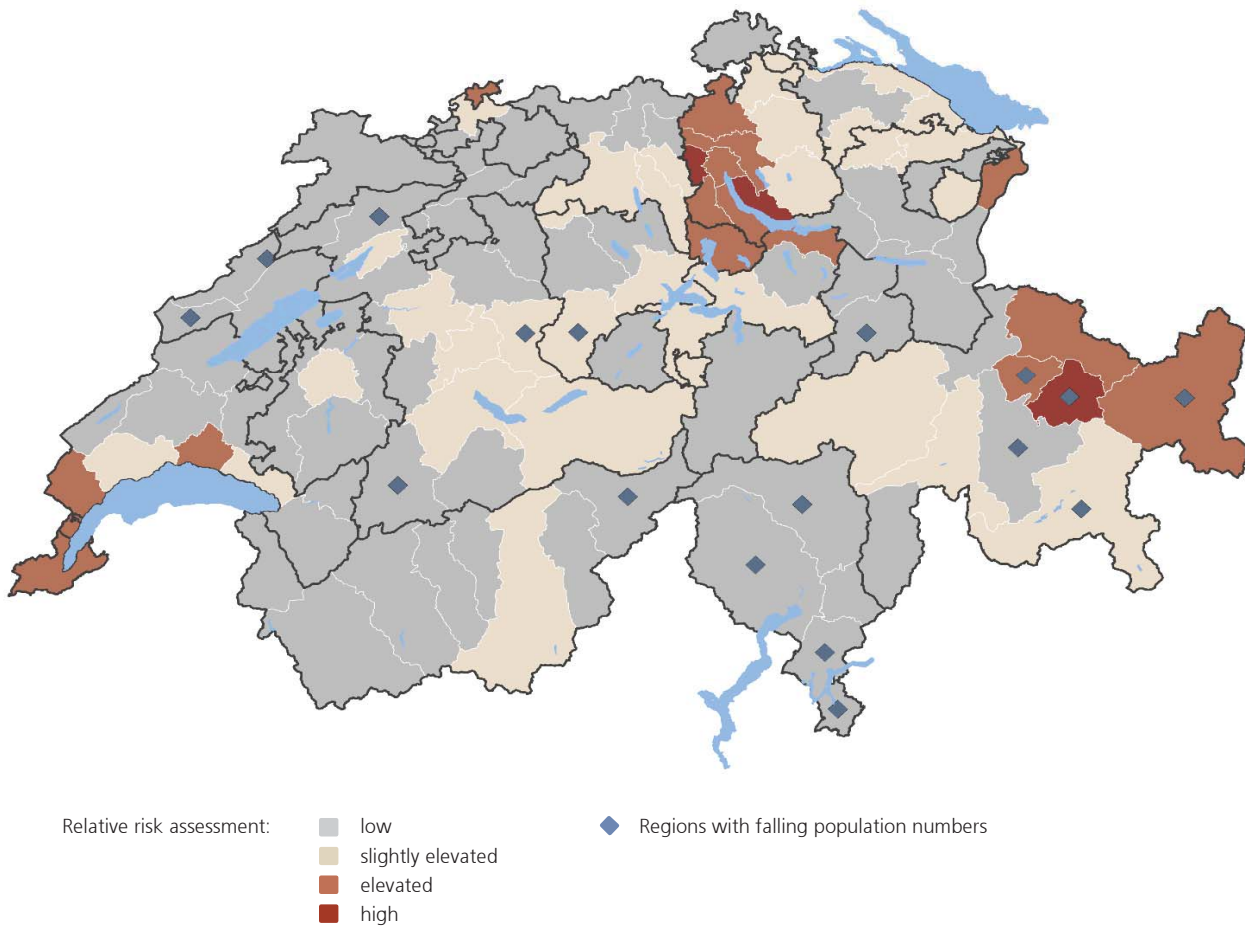 Relative risk assessment: low Regions with falling population numbers
slightly elevated
elevated
high